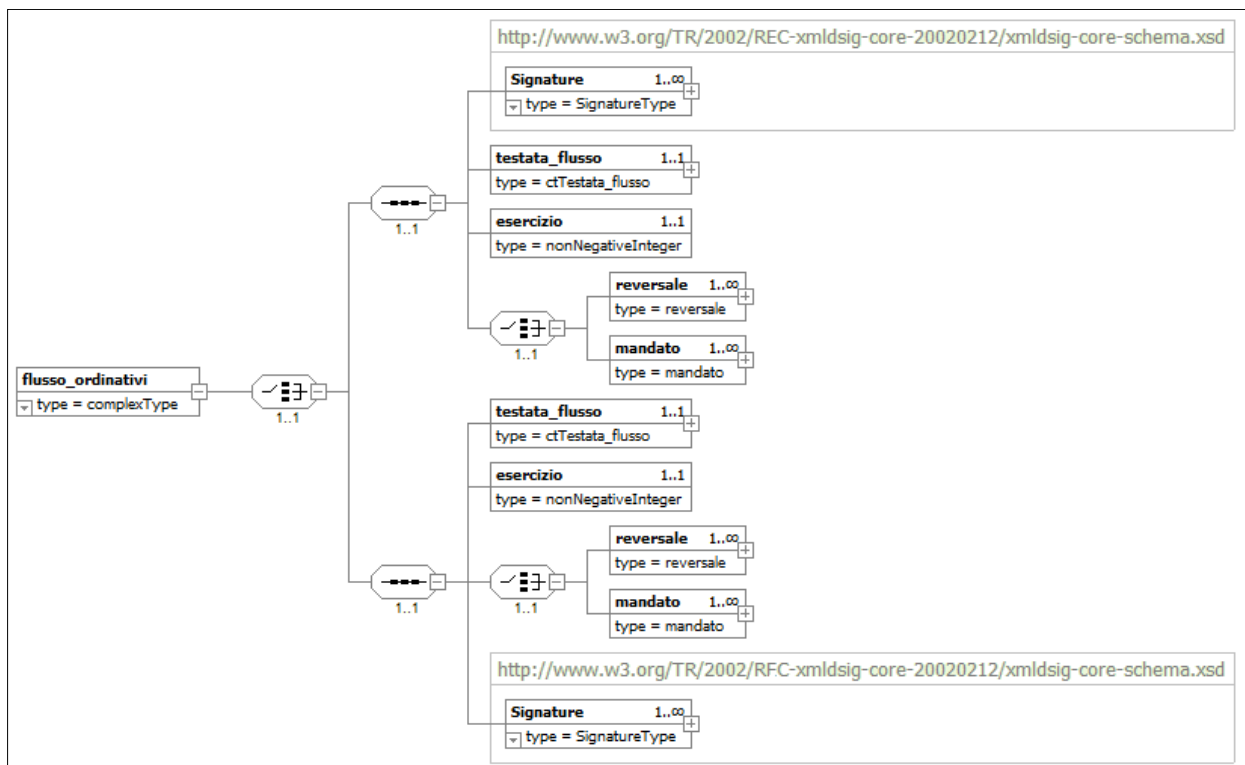 http://www.w3.org/TR/2002/REC-xmldsig-core-20020212/xmldsig-core-schema.xsd
Signature 1..∞
type = SignatureType
testata_flusso 1..1
type = ctTestata_flusso
1..1
esercizio 1..1
type = nonNegativeInteger
reversale 1..∞
type = reversale
1..1
mandato 1..∞
type = mandato
flusso_ordinativi
type = complexType
1..1
testata_flusso 1..1
type = ctTestata_flusso
esercizio 1..1
type = nonNegativeInteger
reversale 1..∞
type = reversale
1..1
1..1
mandato 1..∞
type = mandato
http://www.w3.org/TR/2002/REC-xmldsig-core-20020212/xmldsig-core-schema.xsd
Signature 1..∞
type = SignatureType